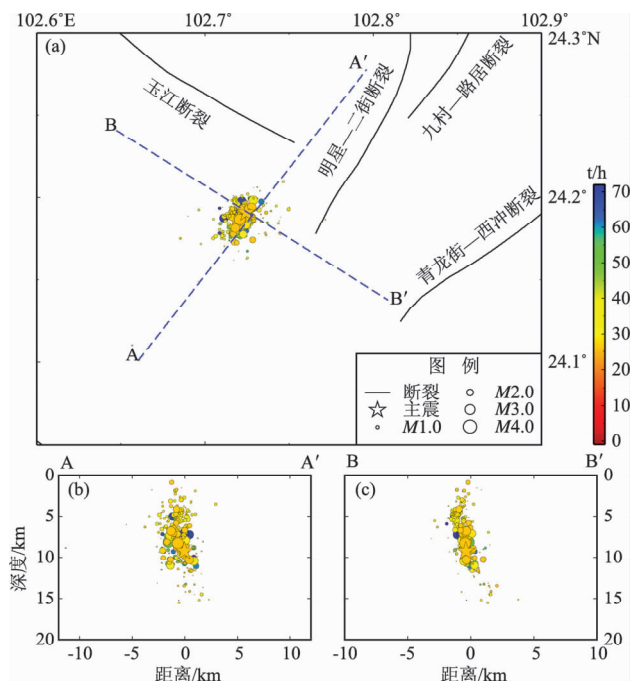 102.6°E
102.7°
102.8°
102.9°
(a)
A′
24.3°N
玉江断裂
B
明星—二街断裂
九村—路居断裂
t/h
70
60
50
40
30
20
10
0
24.2°
青龙街—西冲断裂
B′
A
24.1°
图 例
断裂
M2.0
主震
M3.0
M1.0
M4.0
A
A′
B
B′
0
5
10
15
20
深度/km
(b)
-10
-5
0
5
10
距离/km
(c)
0
5
10
15
20
-10
-5
0
5
10
距离/km